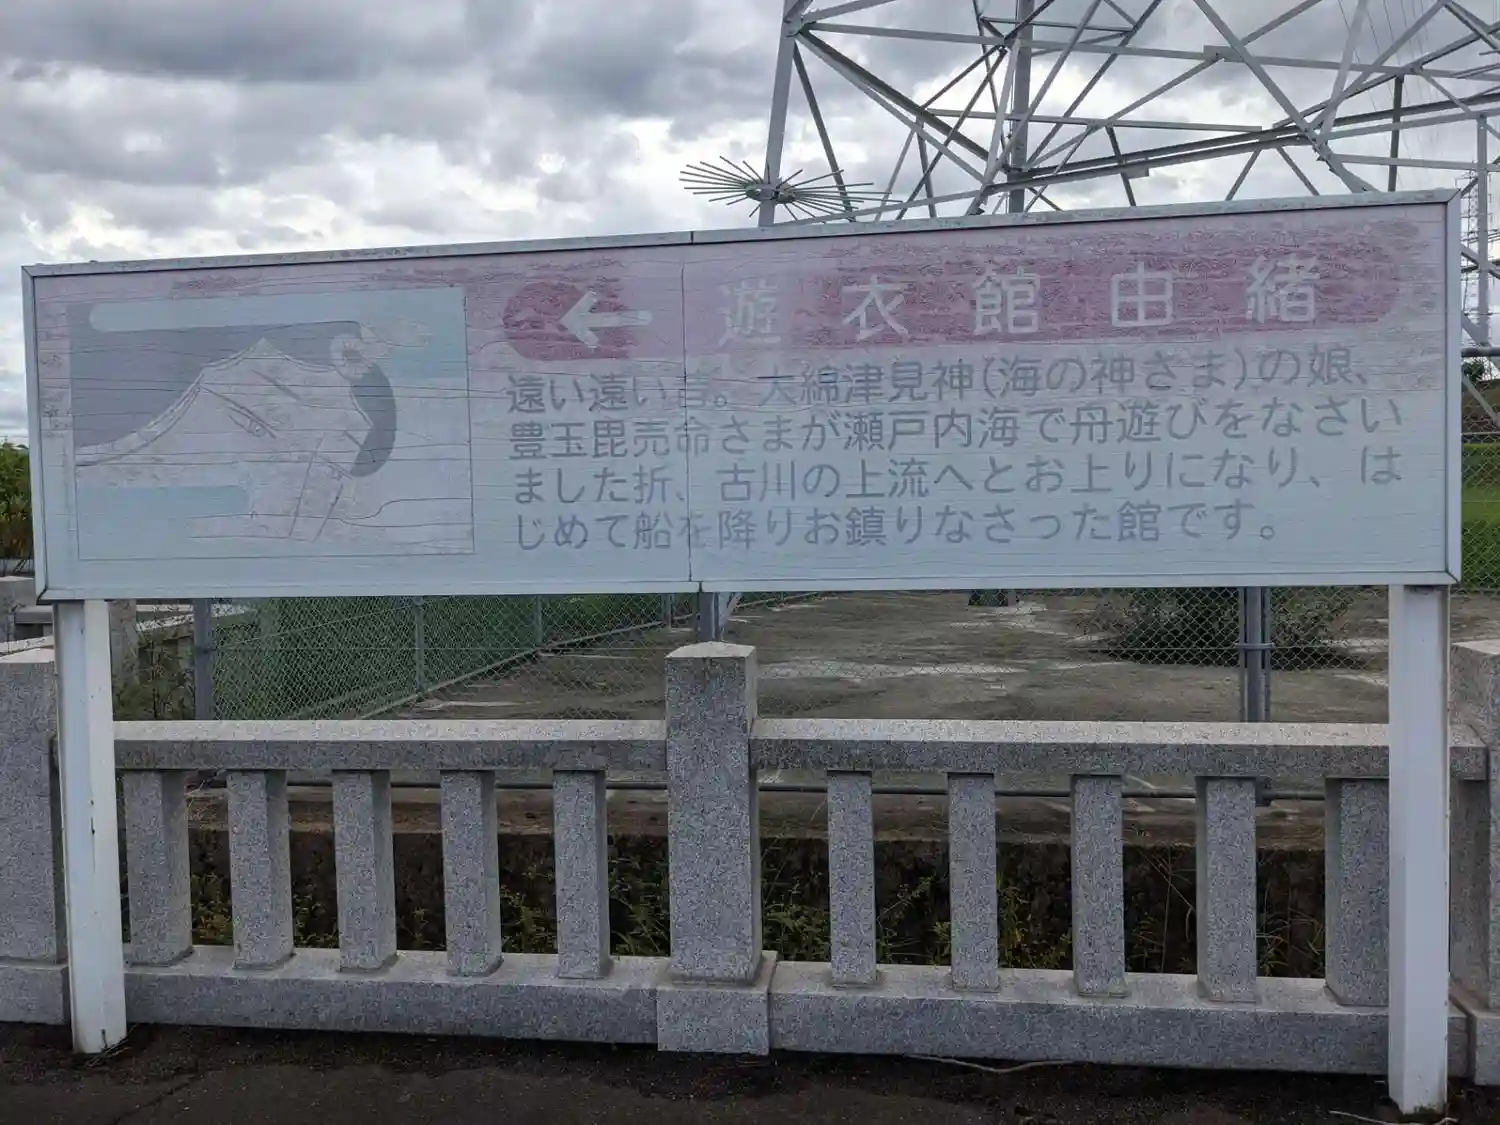 ← 遊衣館由緒
遠い遠い昔。大綿津見神(海の神さま)の娘、
豊玉毘売命さまが瀬戸内海で舟遊びをなさい
ました折、古川の上流へとお上りになり、は
じめて船を降りお鎮りなさった館です。